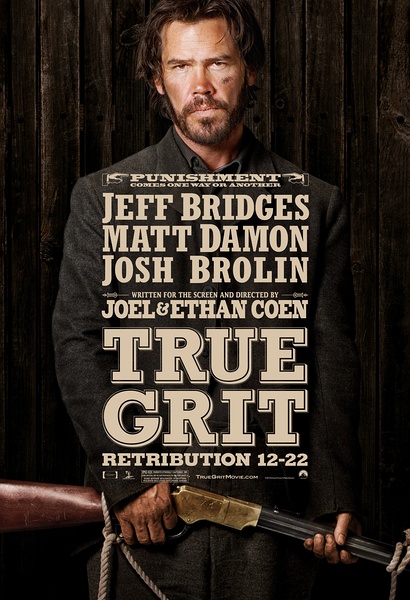 PUNISHMENT
COMES ONE WAY OR ANOTHER
JEFF BRIDGES
MATT DAMON
JOSH BROLIN
WRITTEN FOR THE SCREEN AND DIRECTED BY
JOEL & ETHAN COEN
TRUE
GRIT
RETRIBUTION 12-22
TRUEGRITMOVIE.COM